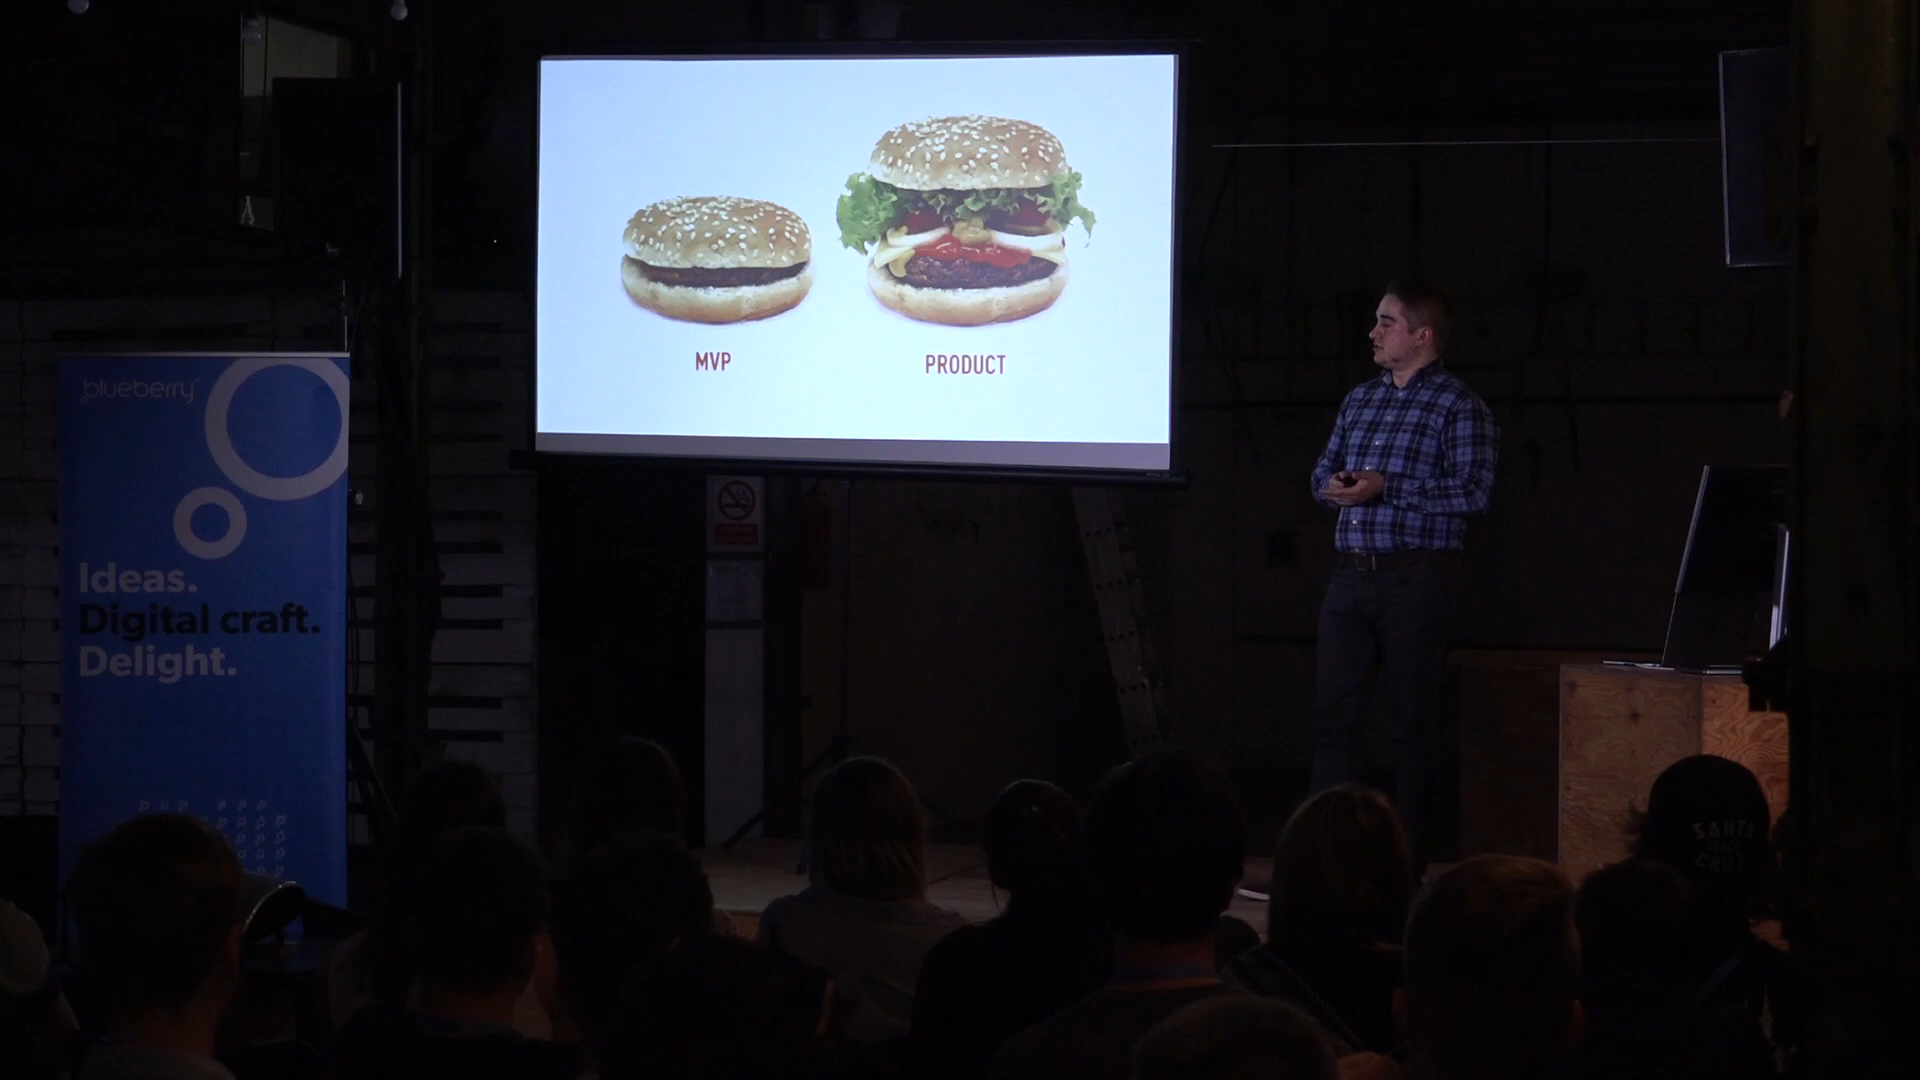 MVP
PRODUCT
blueberry
Ideas.
Digital craft.
Delight.
SANTA
CRUZ